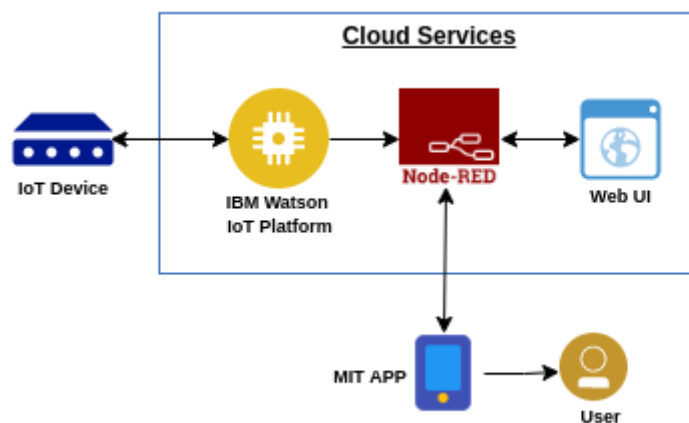 Cloud Services
IoT Device
IBM Watson
IoT Platform
Node-RED
Web UI
MIT APP
User